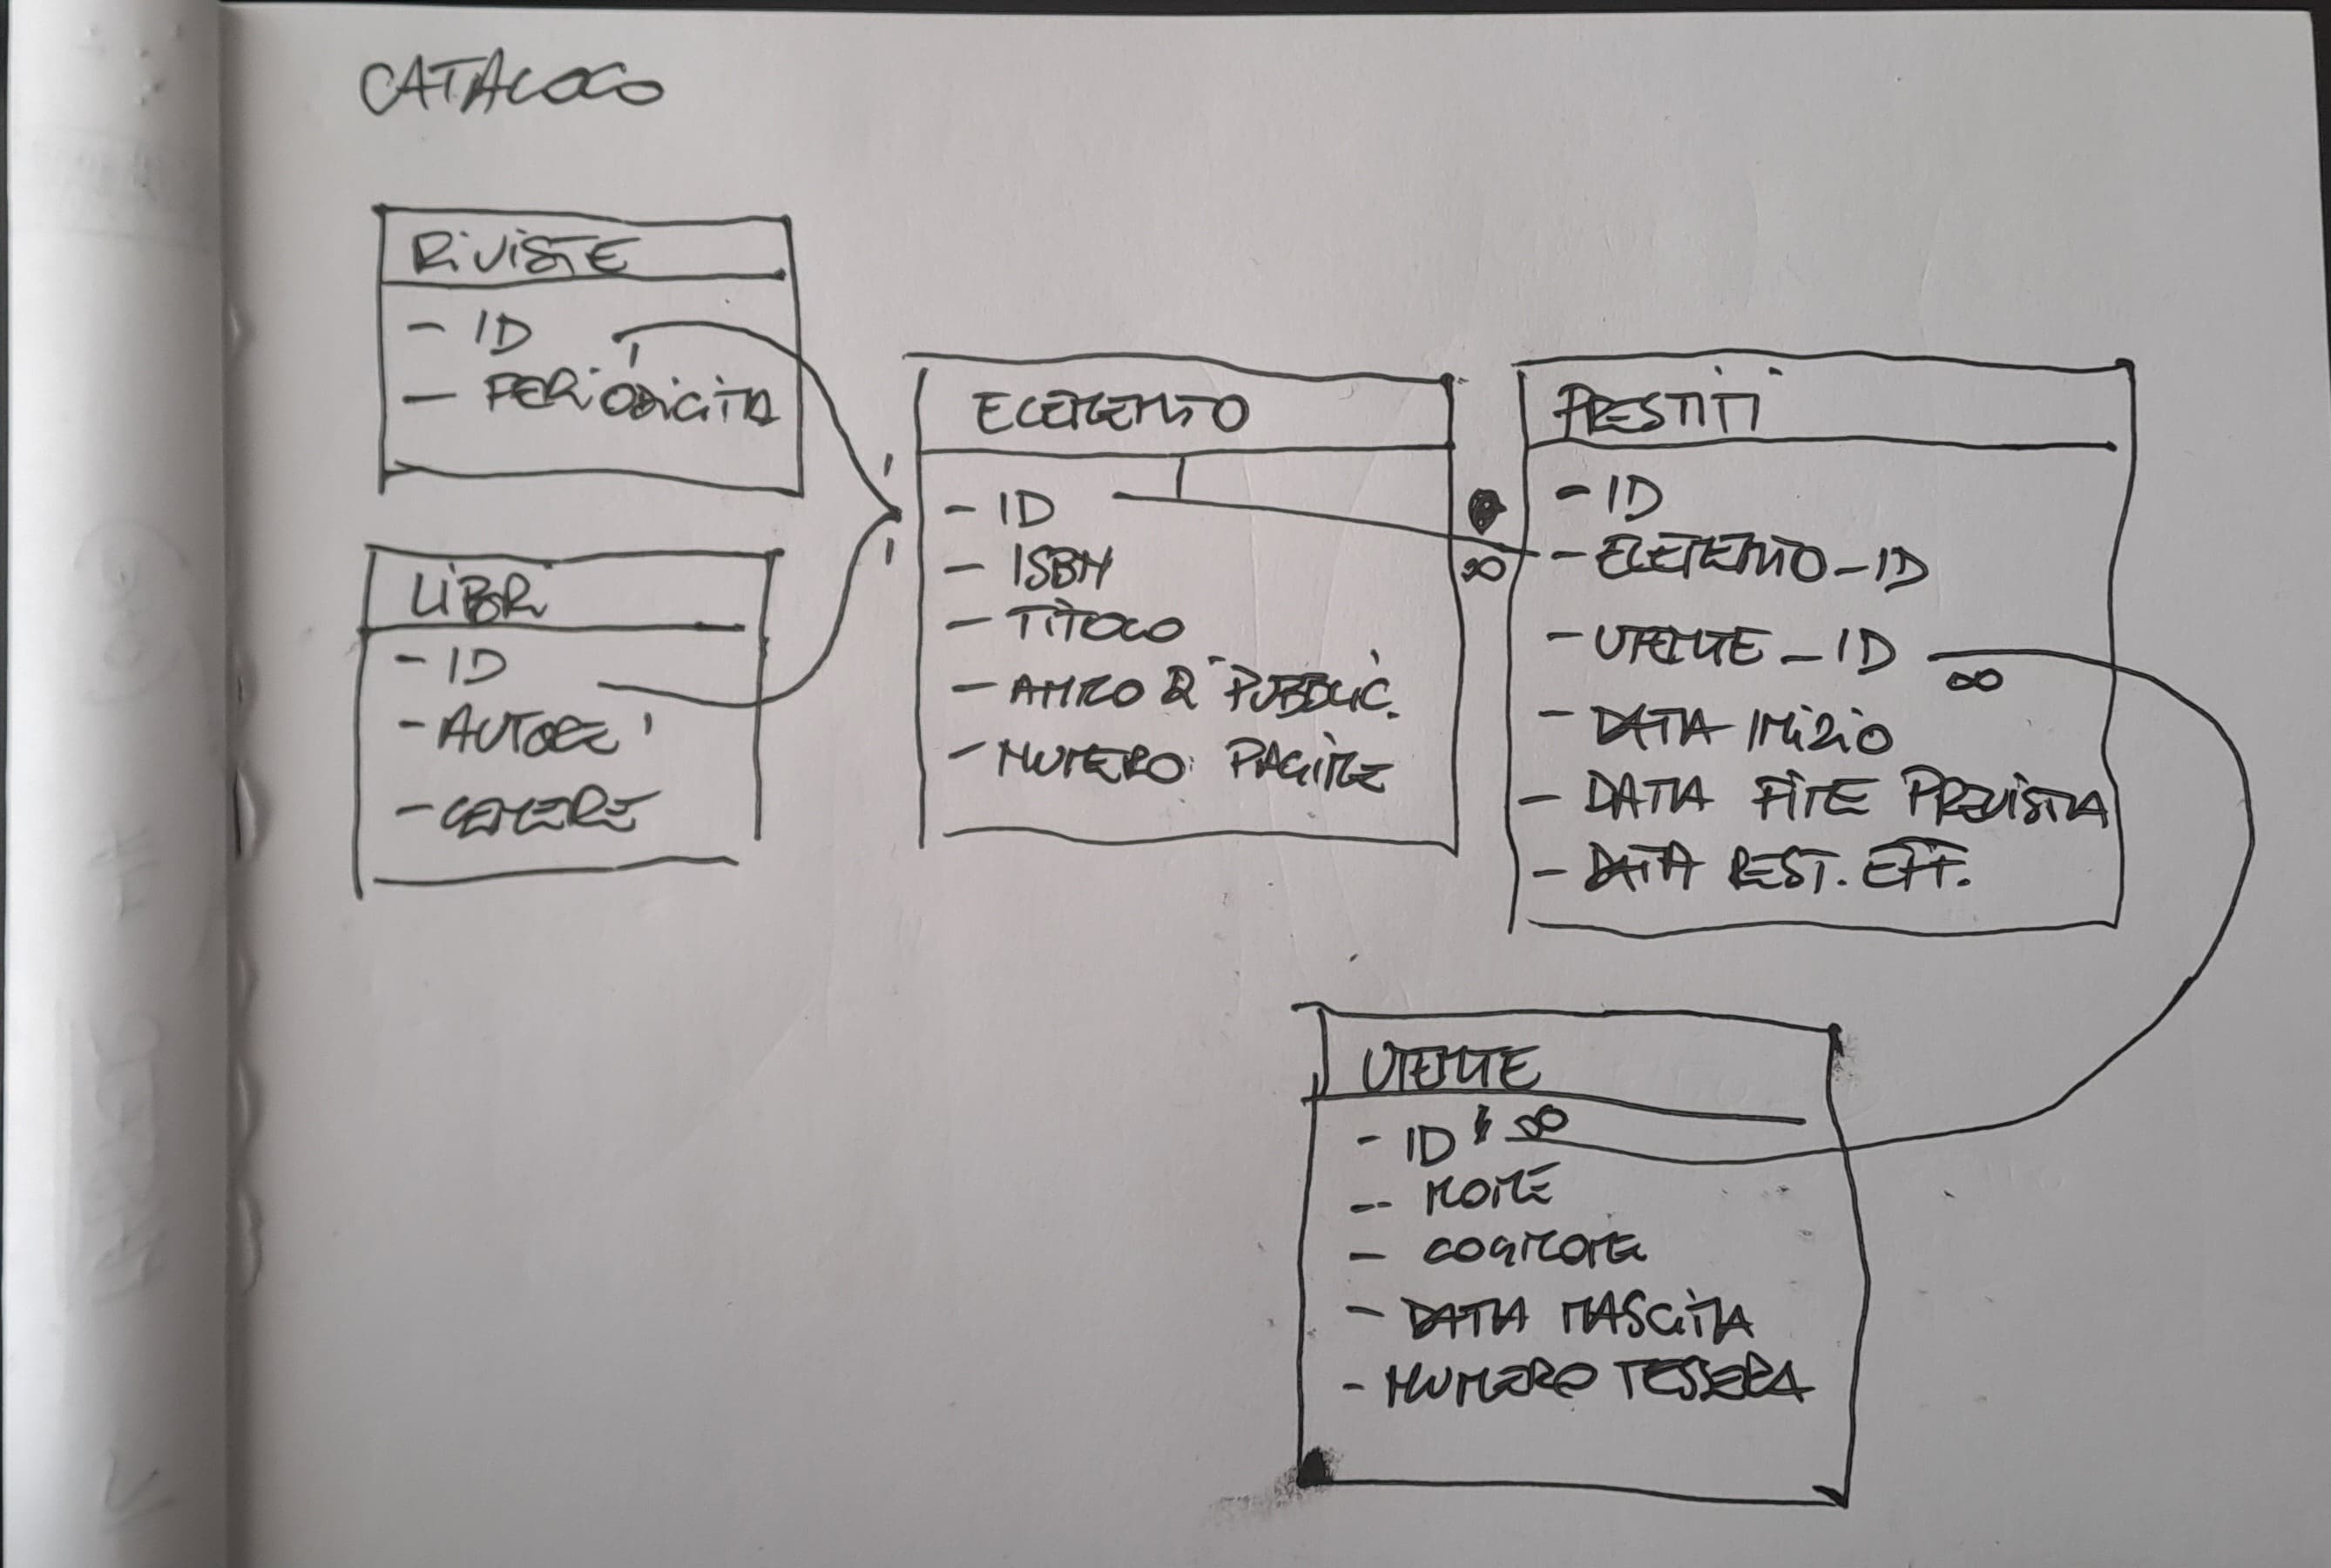 CATALOGO
RIVISTE
- ID
1
- PERIODICITA
LIBRI
- ID
- AUTORE 1
- GENERE
1
1
ELEMENTO
1
- ID
- ISBN
- TITOLO
- ANNO DI PUBBLIC.
- NUMERO PAGINE
PRESTITI
- ID
∞ - ELEMENTO_ID
- UTENTE_ID
∞
- DATA INIZIO
- DATA FINE PREVISTA
- DATA REST. EFF.
UTENTE
- ID ∞
- NOME
- COGNOME
- DATA NASCITA
- NUMERO TESSERA